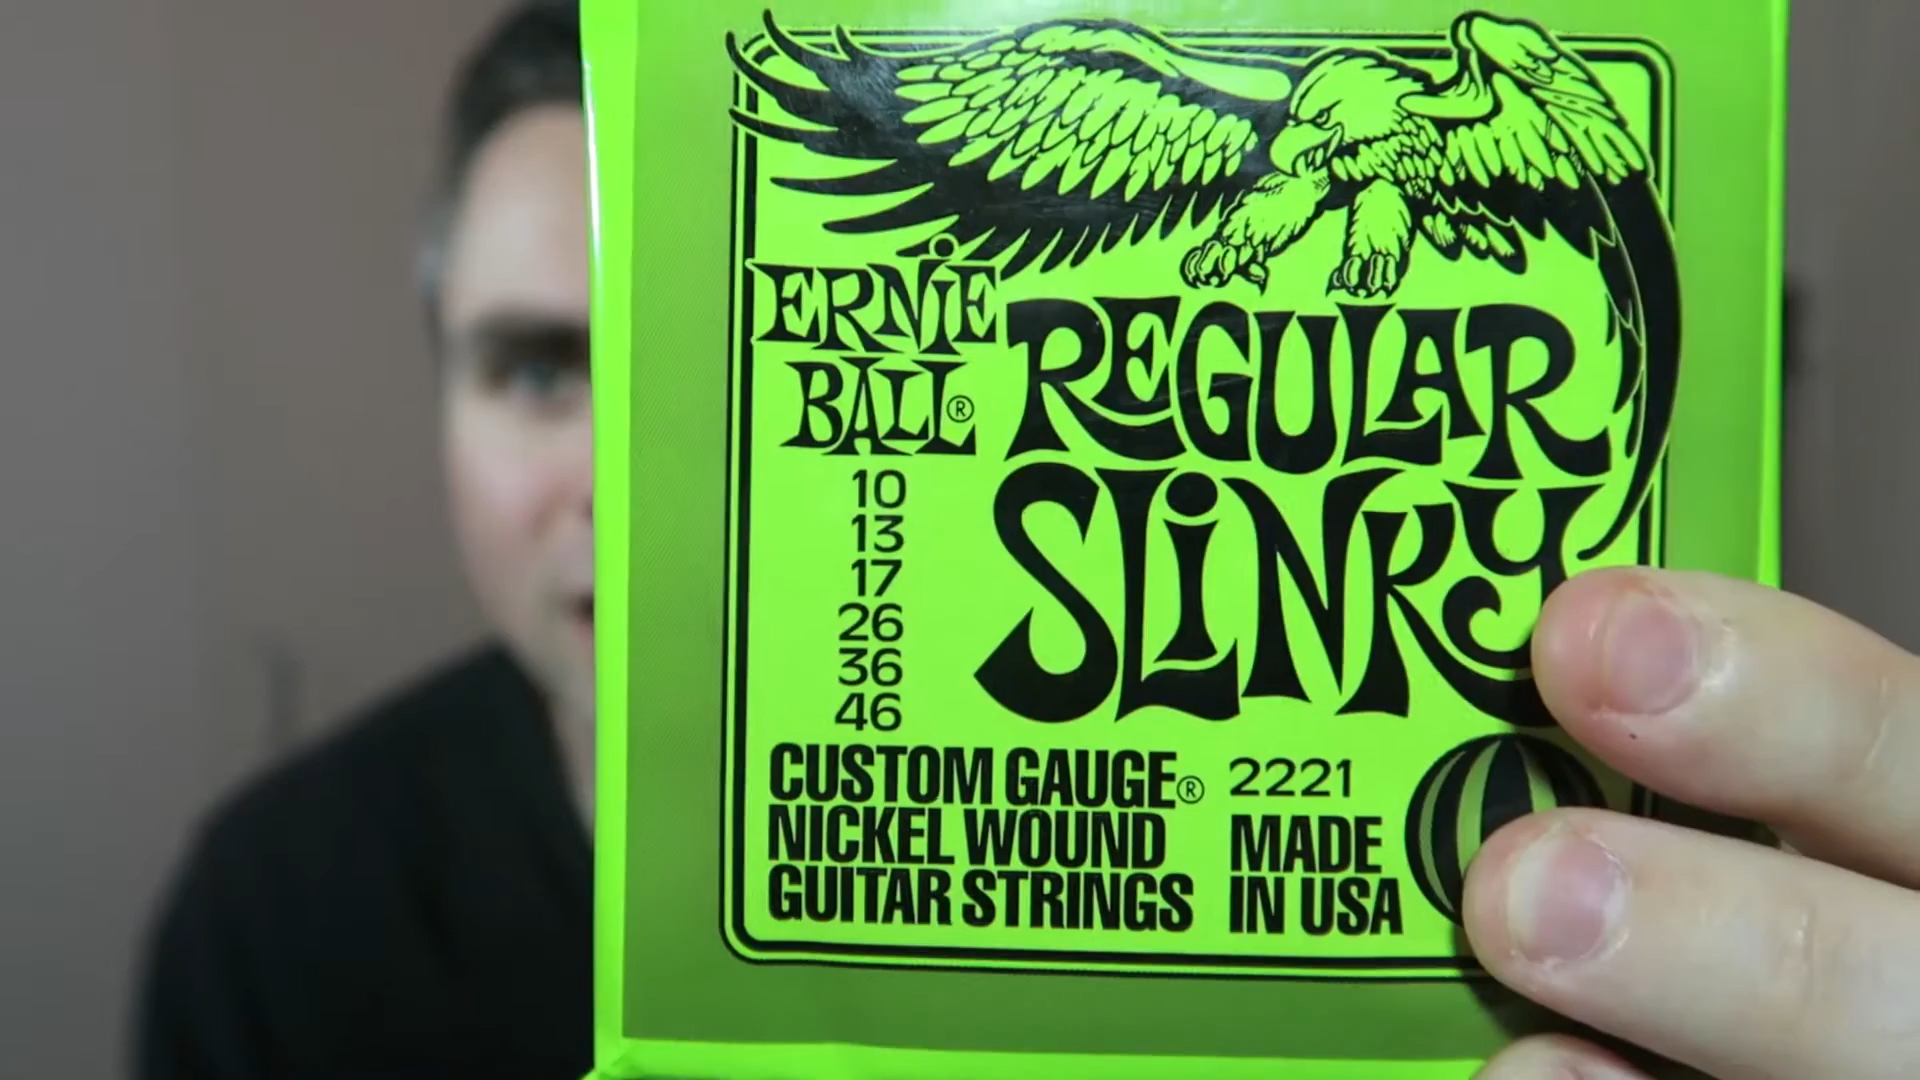 ERNIE
BALL®
REGULAR
SLINKY
10
13
17
26
36
46
CUSTOM GAUGE®
NICKEL WOUND
GUITAR STRINGS
2221
MADE
IN USA